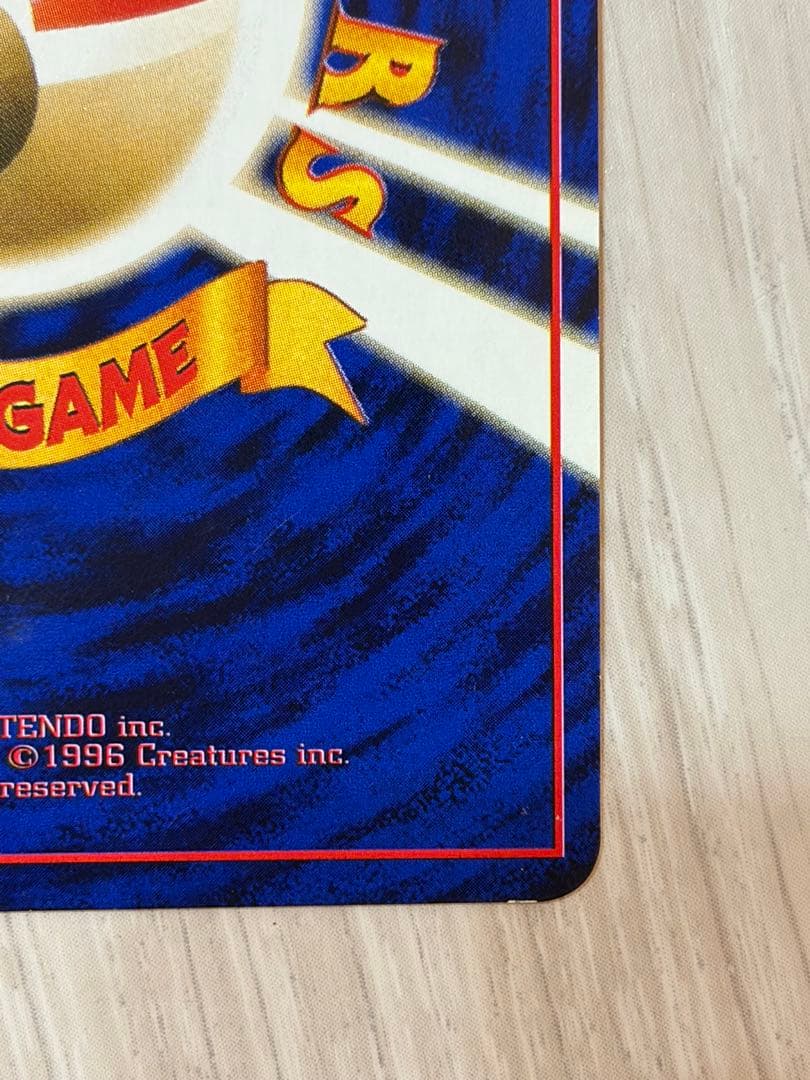 RS
GAME
TENDO inc.
©1996 Creatures inc.
reserved.